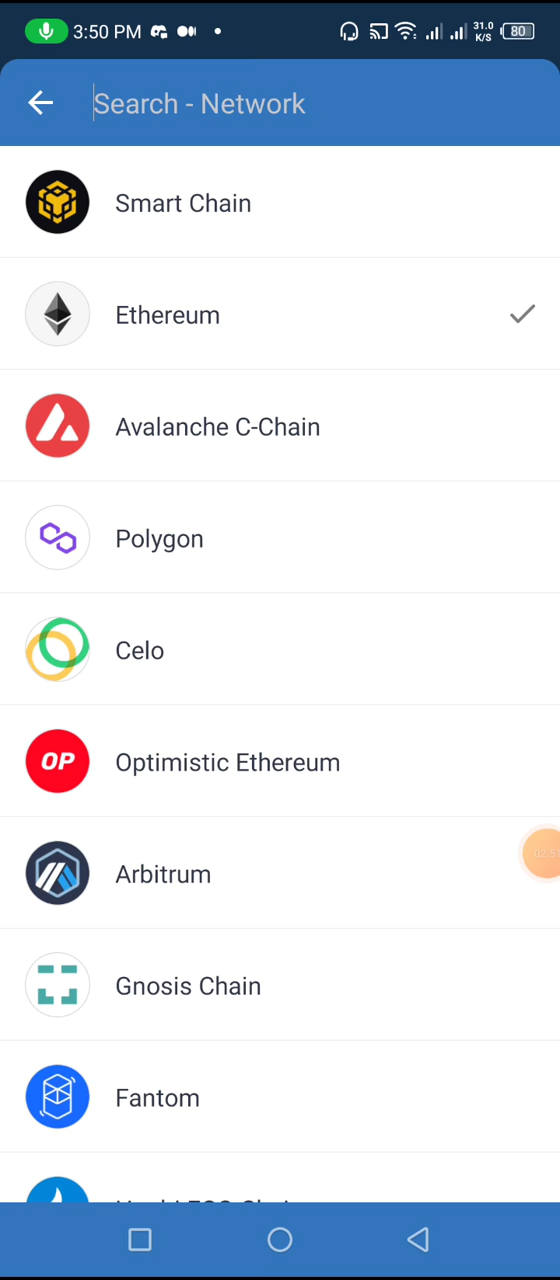 3:50 PM
31.0
K/S
80
Search - Network
Smart Chain
Ethereum
Avalanche C-Chain
Polygon
Celo
OP
Optimistic Ethereum
Arbitrum
Gnosis Chain
Fantom